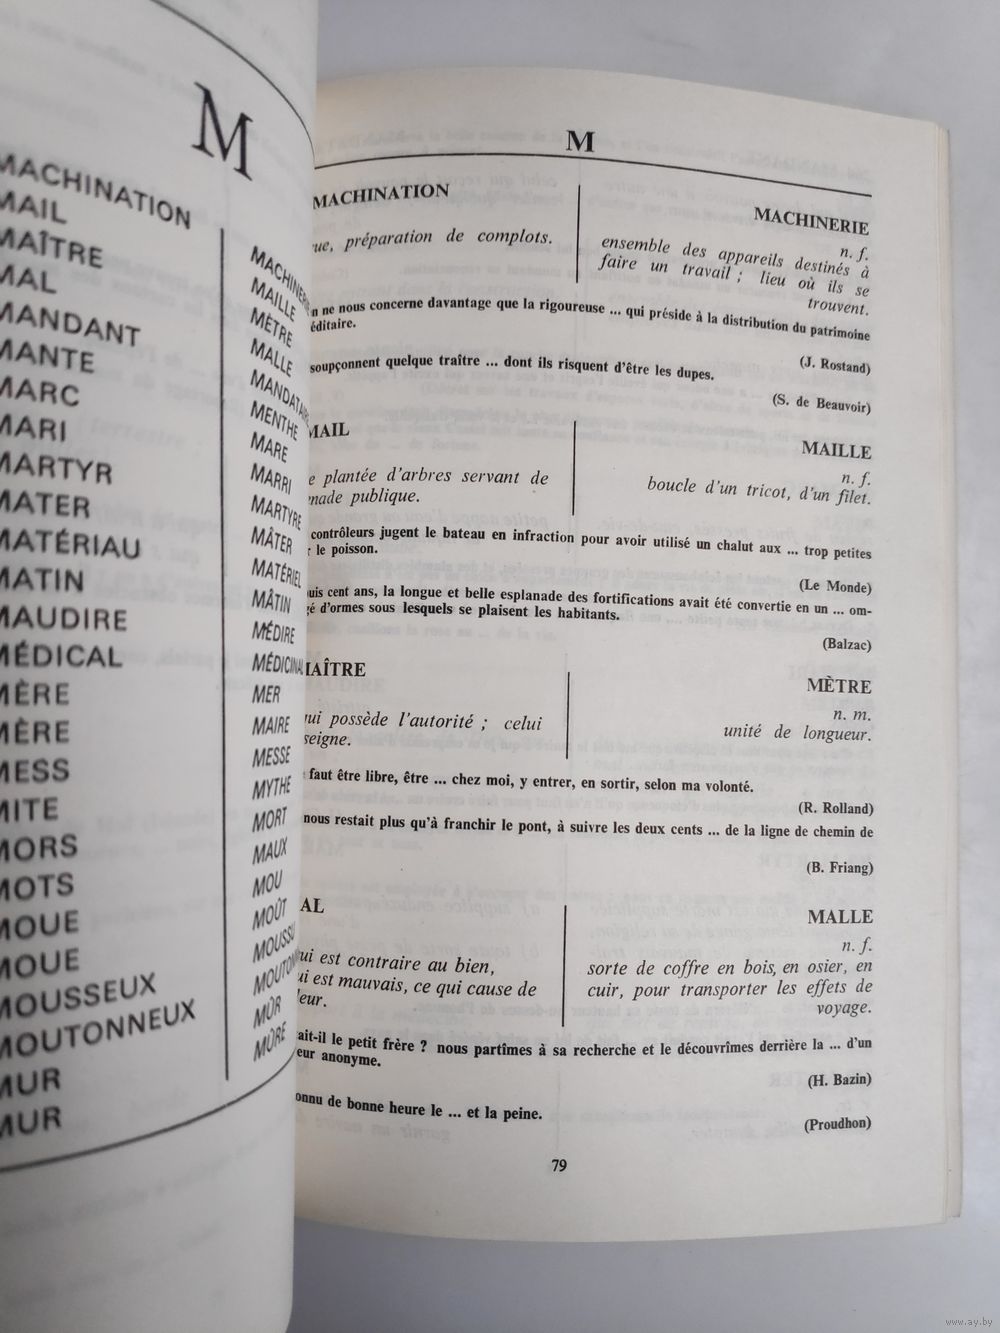 M
MACHINATION
MAIL
MAÎTRE
MAL
MANDANT
MANTE
MARC
MARI
MARTYR
MATER
MATÉRIAU
MATIN
MAUDIRE
MÉDICAL
MÈRE
MÈRE
MESS
MITE
MORS
MOTS
MOUE
MOUE
MOUSSEUX
MOUTONNEUX
MUR
MUR
MACHINERIE
MAILLE
MÈTRE
MALLE
MANDATAIRE
MENTHE
MARE
MARRI
MARTYRE
MÂTER
MATÉRIEL
MÂTIN
MÉDIRE
MÉDICINAL
MER
MAIRE
MESSE
MYTHE
MORT
MAUX
MOU
MOÛT
MOUSSU
MOUTON
MÛR
MÛRE
M
MACHINATION
ue, préparation de complots.
MACHINERIE
n. f.
ensemble des appareils destinés à
faire un travail ; lieu où ils se
trouvent.
n ne nous concerne davantage que la rigoureuse ... qui préside à la distribution du patrimoine
éditaire.
(J. Rostand)
soupçonnent quelque traître ... dont ils risquent d'être les dupes.
(S. de Beauvoir)
MAIL
e plantée d'arbres servant de
nade publique.
MAILLE
n. f.
boucle d'un tricot, d'un filet.
contrôleurs jugent le bateau en infraction pour avoir utilisé un chalut aux ... trop petites
r le poisson.
(Le Monde)
uis cent ans, la longue et belle esplanade des fortifications avait été convertie en un ... om-
gé d'ormes sous lesquels se plaisent les habitants.
(Balzac)
AÎTRE
ui possède l'autorité ; celui
seigne.
MÈTRE
n. m.
unité de longueur.
faut être libre, être ... chez moi, y entrer, en sortir, selon ma volonté.
(R. Rolland)
nous restait plus qu'à franchir le pont, à suivre les deux cents ... de la ligne de chemin de
(B. Friang)
AL
ui est contraire au bien,
ui est mauvais, ce qui cause de
leur.
MALLE
n. f.
sorte de coffre en bois, en osier, en
cuir, pour transporter les effets de
voyage.
ait-il le petit frère ? nous partîmes à sa recherche et le découvrîmes derrière la ... d'un
eur anonyme.
(H. Bazin)
onnu de bonne heure le ... et la peine.
(Proudhon)
79
www.ay.by